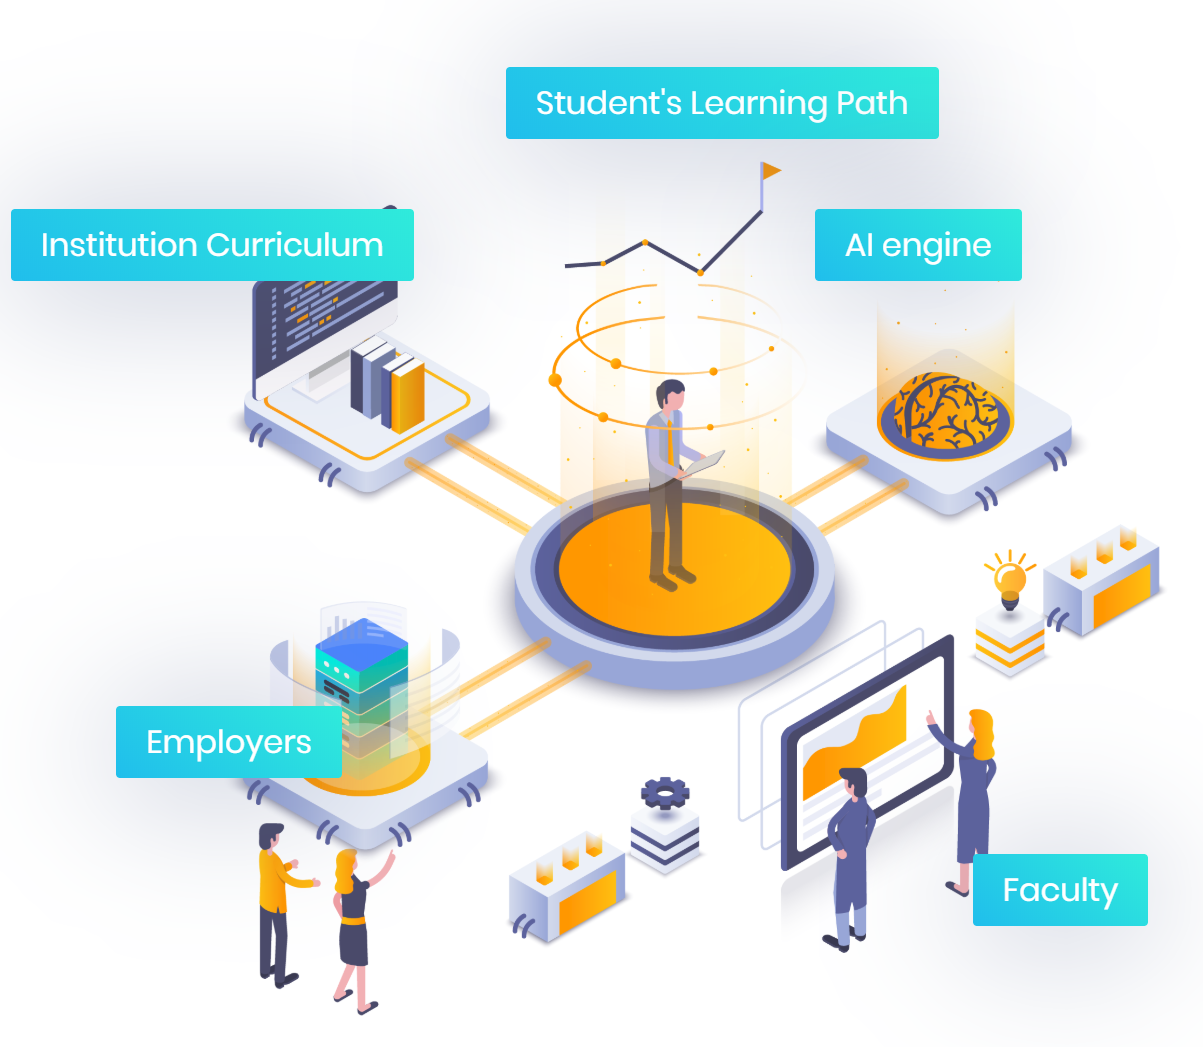 Student's Learning Path
Institution Curriculum
AI engine
Employers
Faculty